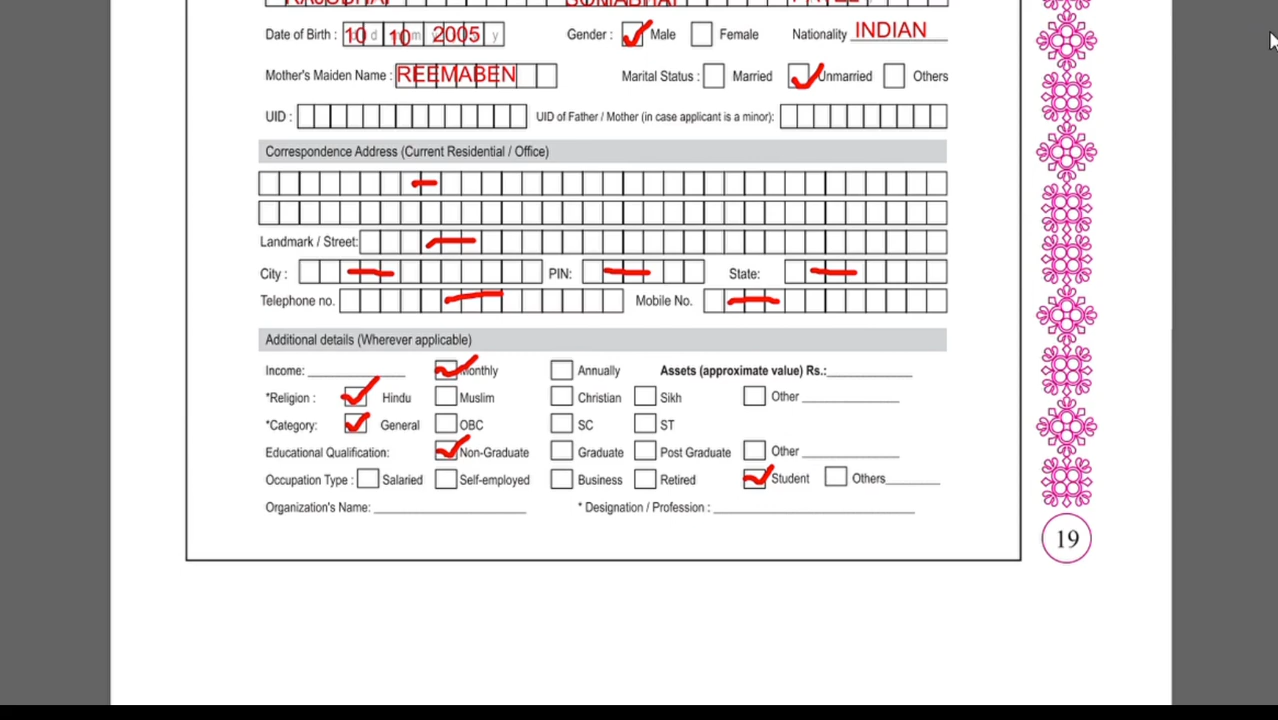 Date of Birth : 10 10 2005 y Gender : Male Female Nationality INDIAN
Mother's Maiden Name : REEMABEN Marital Status : Married Unmarried Others
UID : UID of Father / Mother (in case applicant is a minor):
Correspondence Address (Current Residential / Office)
Landmark / Street:
City : PIN: State:
Telephone no. Mobile No.
Additional details (Wherever applicable)
Income: Monthly Annually Assets (approximate value) Rs.:
*Religion : Hindu Muslim Christian Sikh Other
*Category: General OBC SC ST
Educational Qualification: Non-Graduate Graduate Post Graduate Other
Occupation Type : Salaried Self-employed Business Retired Student Others
Organization's Name: * Designation / Profession :
19